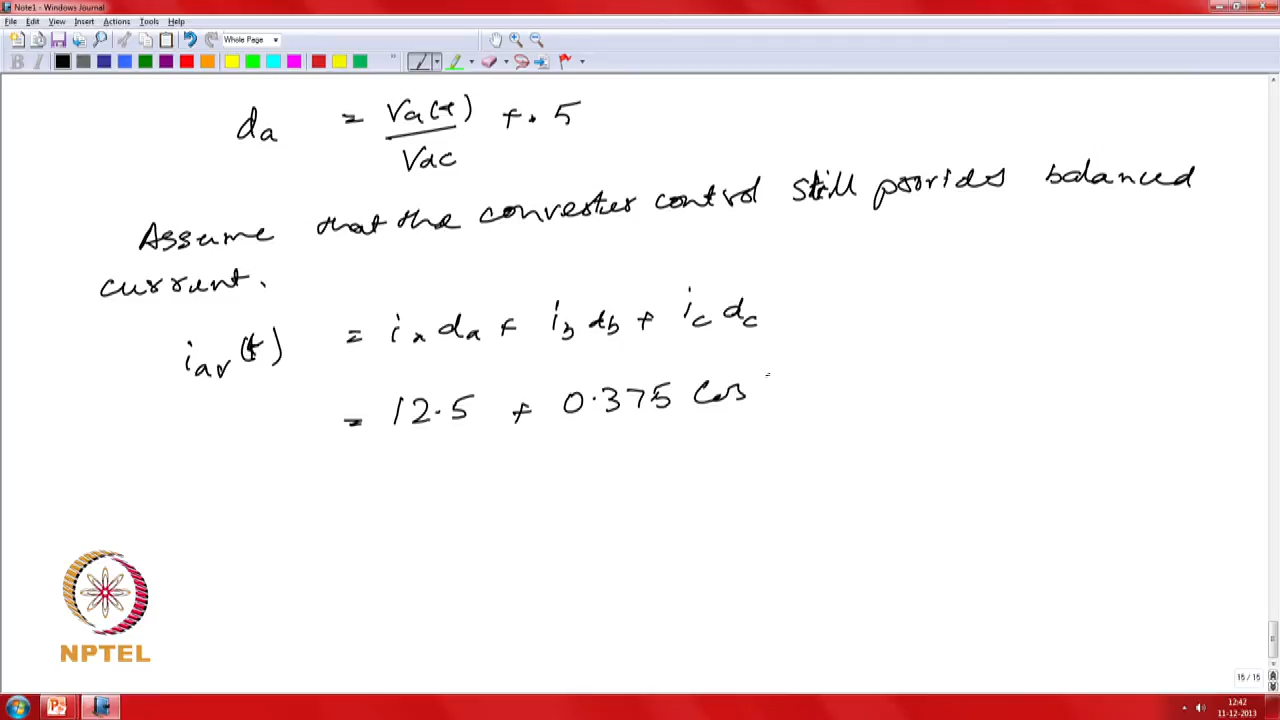 Note1 - Windows Journal
File Edit View Insert Actions Tools Help
Whole Page
B I
da = Va(t) / Vdc + .5
Assume that the converter control still provides balanced
current.
iav(t) = ia da + ib db + ic dc
= 12.5 + 0.375 Cos
NPTEL
15 / 15
12:42
11-12-2013